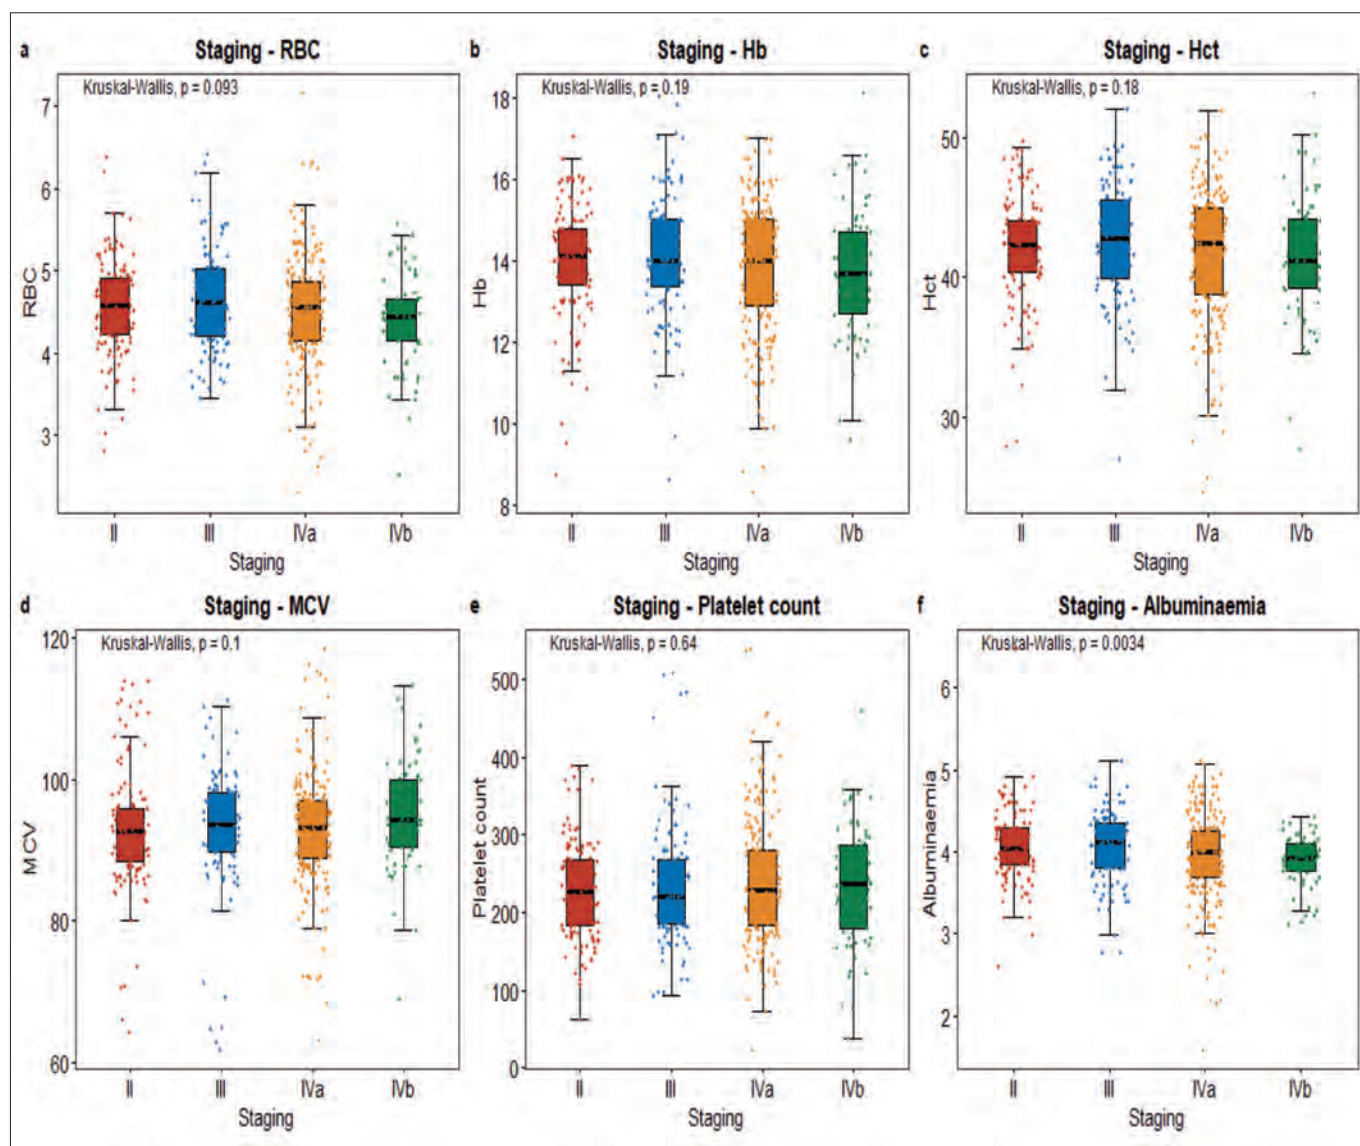 a Staging - RBC
Kruskal-Wallis, p = 0.093
RBC
7
6
5
4
3
II III IVa IVb
Staging
b Staging - Hb
Kruskal-Wallis, p = 0.19
Hb
18
16
14
12
10
8
II III IVa IVb
Staging
c Staging - Hct
Kruskal-Wallis, p = 0.18
Hct
50
40
30
II III IVa IVb
Staging
d Staging - MCV
Kruskal-Wallis, p = 0.1
MCV
120
100
80
60
II III IVa IVb
Staging
e Staging - Platelet count
Kruskal-Wallis, p = 0.64
Platelet count
500
400
300
200
100
0
II III IVa IVb
Staging
f Staging - Albuminaemia
Kruskal-Wallis, p = 0.0034
Albuminaemia
6
5
4
3
2
II III IVa IVb
Staging